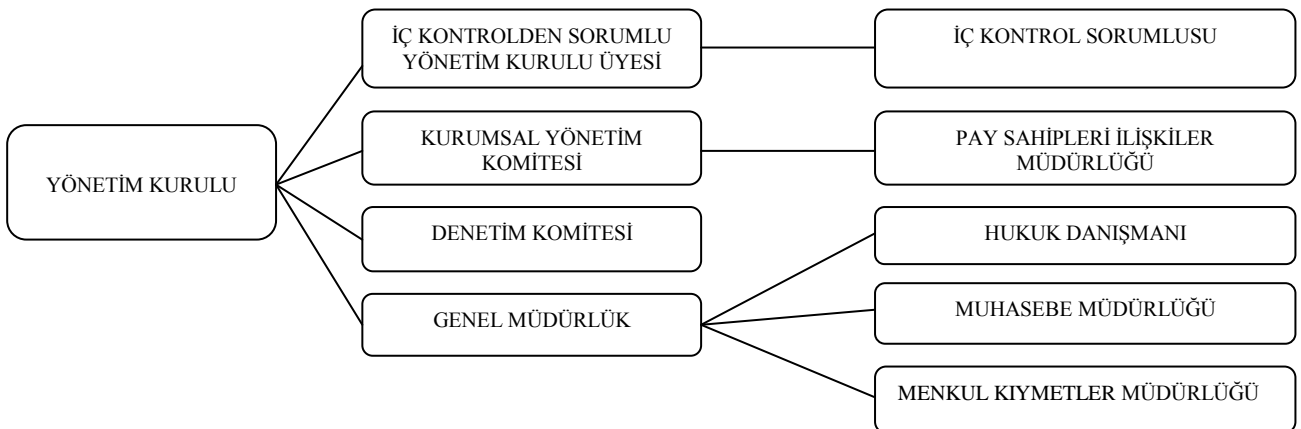 YÖNETİM KURULU
İÇ KONTROLDEN SORUMLU
YÖNETİM KURULU ÜYESİ
KURUMSAL YÖNETİM
KOMİTESİ
DENETİM KOMİTESİ
GENEL MÜDÜRLÜK
İÇ KONTROL SORUMLUSU
PAY SAHİPLERİ İLİŞKİLER
MÜDÜRLÜĞÜ
HUKUK DANIŞMANI
MUHASEBE MÜDÜRLÜĞÜ
MENKUL KIYMETLER MÜDÜRLÜĞÜ